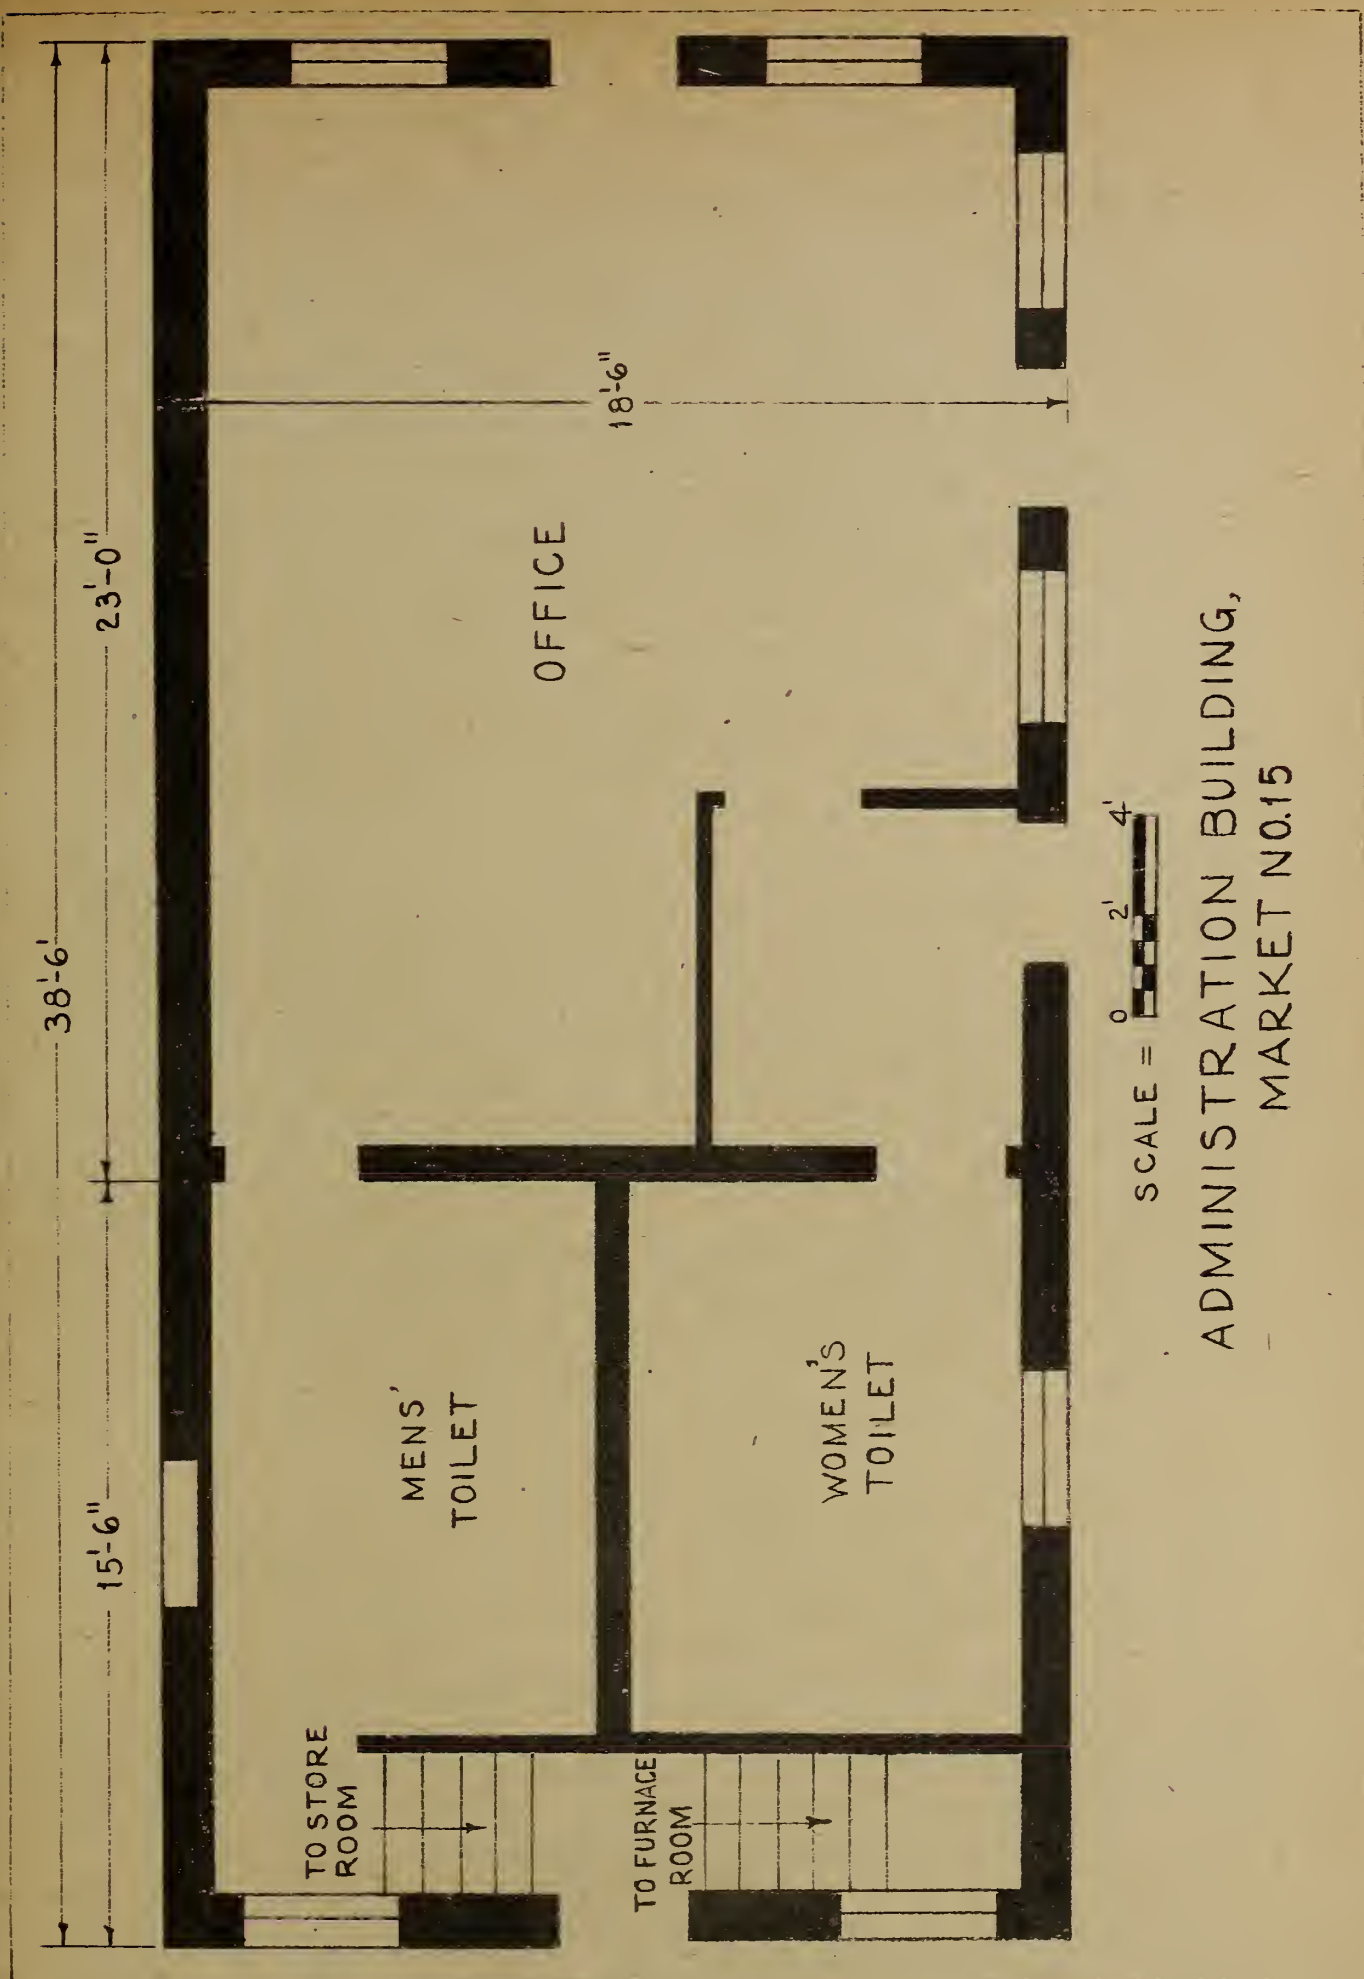 38'-6'
15'-6"
23'-0"
TO STORE
ROOM
MENS'
TOILET
OFFICE
18'-6"
TO FURNACE
ROOM
WOMEN'S
TOILET
SCALE = 0 2' 4'
ADMINISTRATION BUILDING,
MARKET NO.15